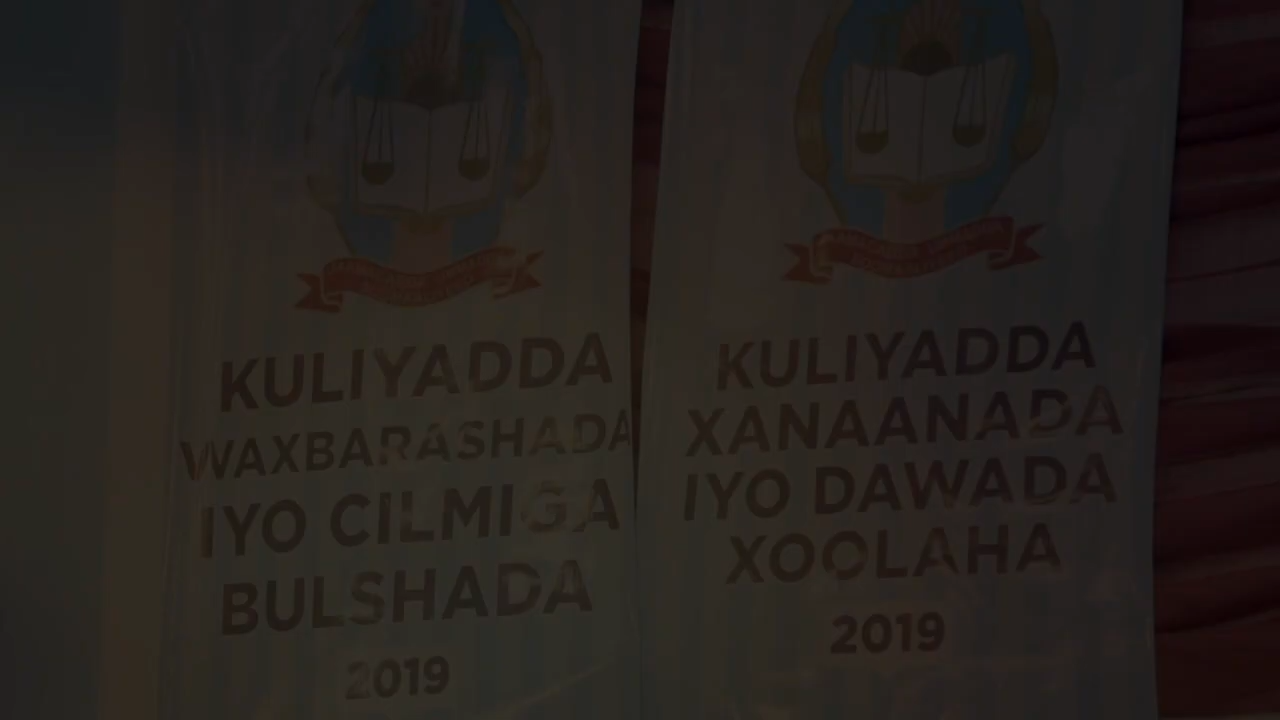 KULIYADDA
WAXBARASHADA
IYO CILMIGA
BULSHADA
2019
KULIYADDA
XANAANADA
IYO DAWADA
XOOLAHA
2019